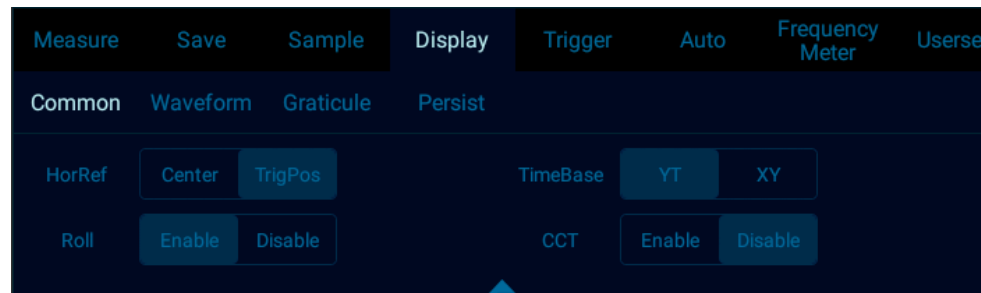 Measure Save Sample Display Trigger Auto Frequency Meter Userse
Common Waveform Graticule Persist
HorRef Center TrigPos TimeBase YT XY
Roll Enable Disable CCT Enable Disable